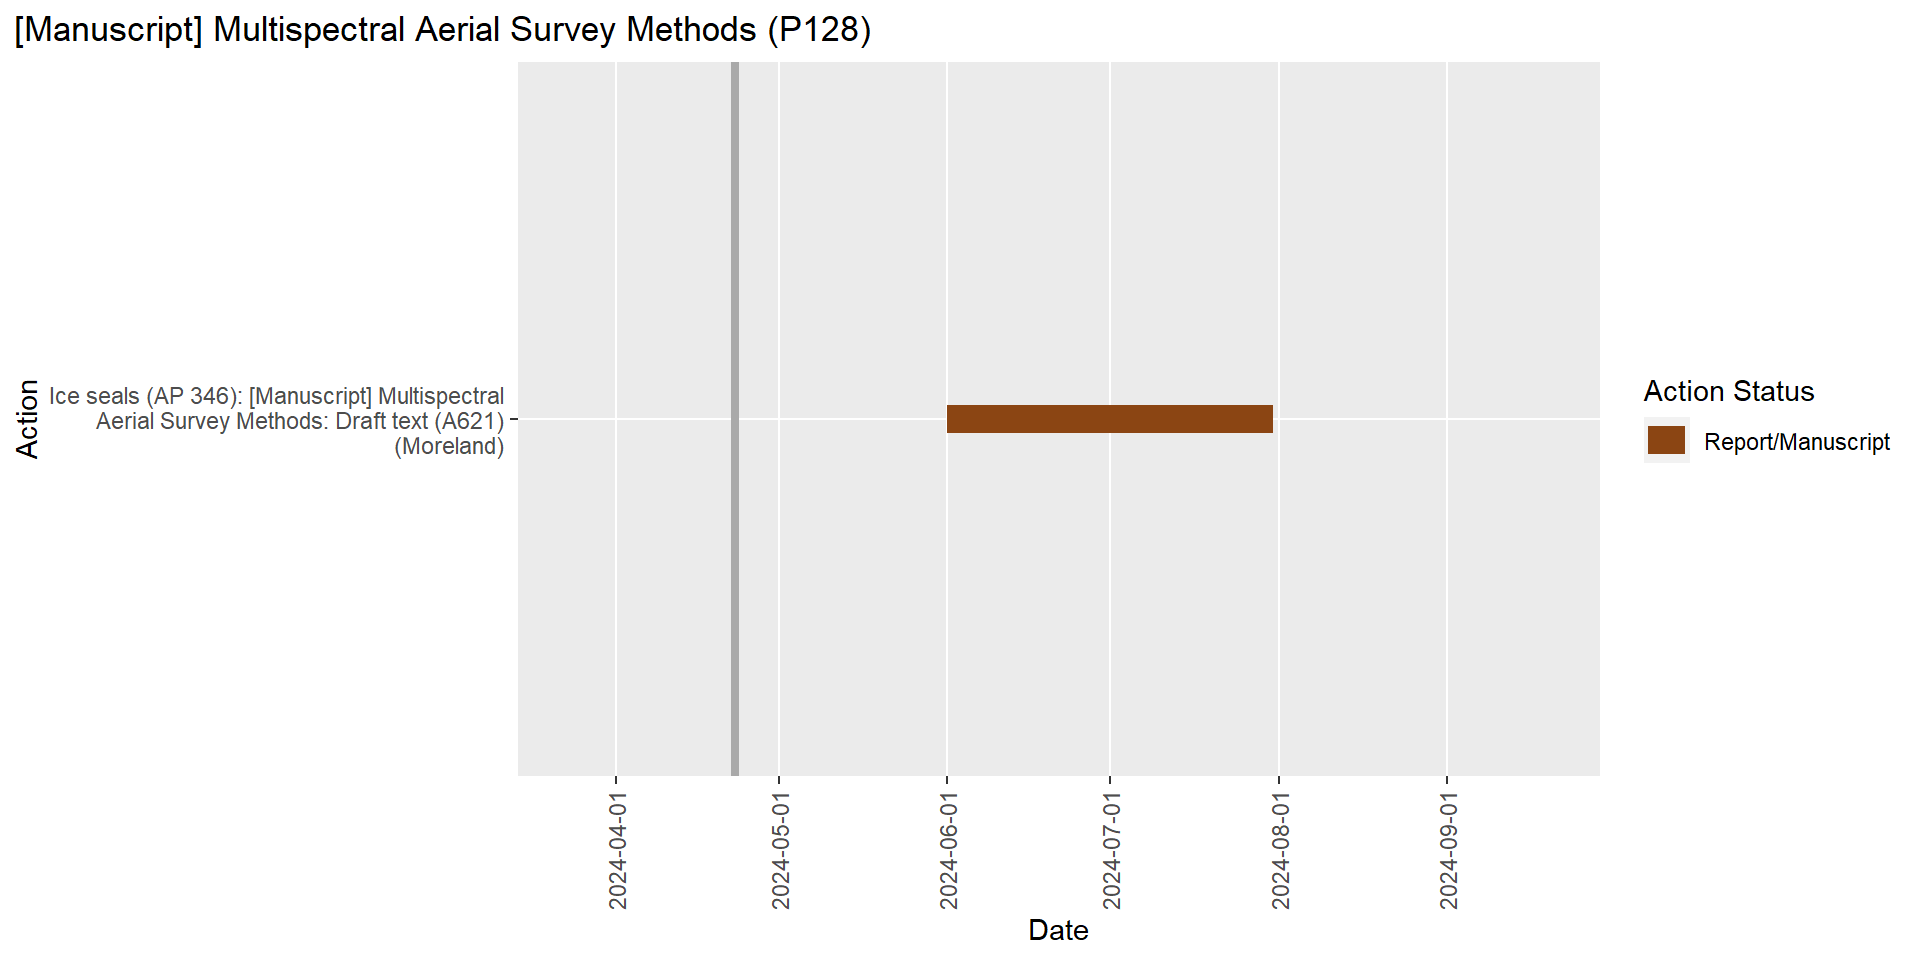 [Manuscript] Multispectral Aerial Survey Methods (P128)
Action
Ice seals (AP 346): [Manuscript] Multispectral
Aerial Survey Methods: Draft text (A621)
(Moreland)
Action Status
Report/Manuscript
2024-04-01
2024-05-01
2024-06-01
2024-07-01
2024-08-01
2024-09-01
Date